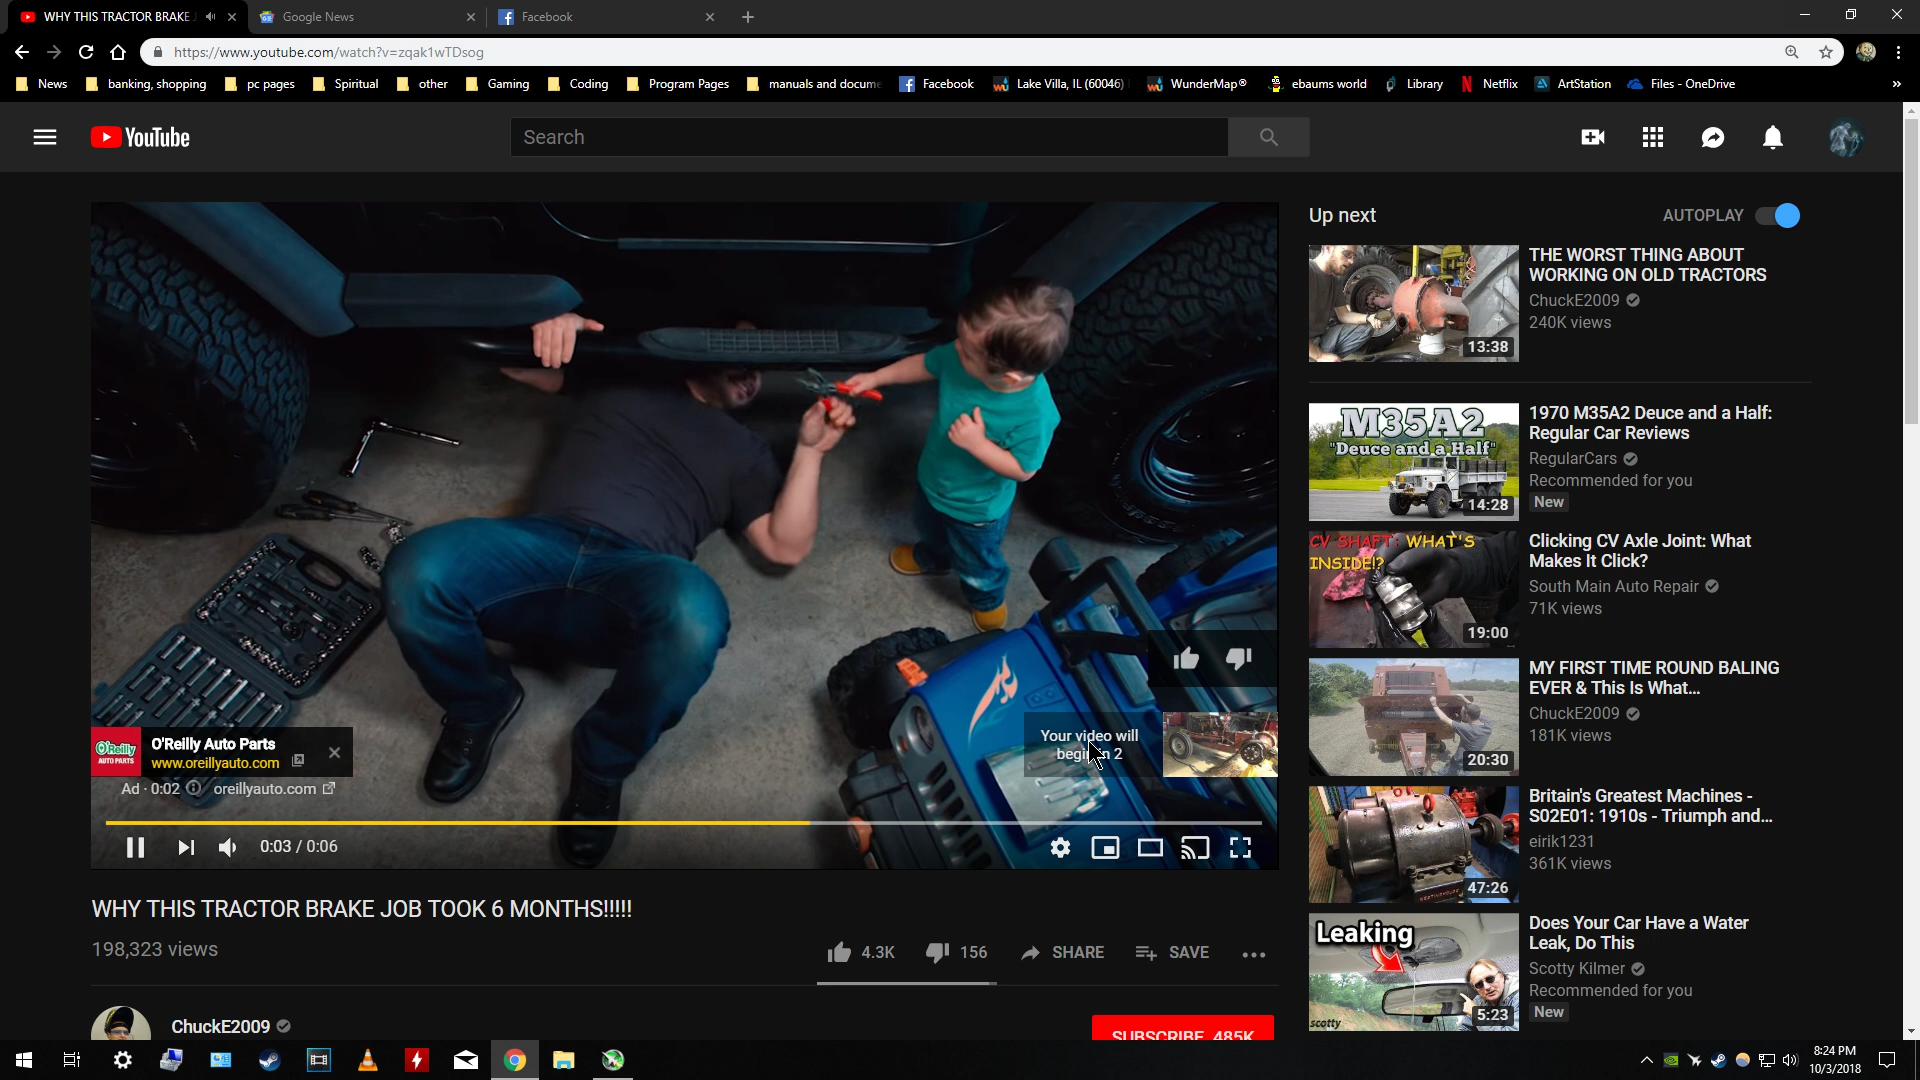 WHY THIS TRACTOR BRAKE
Google News
Facebook
https://www.youtube.com/watch?v=zqak1wTDsog
News
banking, shopping
pc pages
Spiritual
other
Gaming
Coding
Program Pages
manuals and docume
Facebook
Lake Villa, IL (60046)
WunderMap®
ebaums world
Library
Netflix
ArtStation
Files - OneDrive
YouTube
Search
Up next
AUTOPLAY
THE WORST THING ABOUT
WORKING ON OLD TRACTORS
ChuckE2009
240K views
13:38
M35A2
"Deuce and a Half"
14:28
1970 M35A2 Deuce and a Half:
Regular Car Reviews
RegularCars
Recommended for you
New
CV SHAFT: WHAT'S
INSIDE!?
19:00
Clicking CV Axle Joint: What
Makes It Click?
South Main Auto Repair
71K views
MY FIRST TIME ROUND BALING
EVER & This Is What...
ChuckE2009
181K views
20:30
Britain's Greatest Machines -
S02E01: 1910s - Triumph and...
eirik1231
361K views
47:26
Leaking
scotty
5:23
Does Your Car Have a Water
Leak, Do This
Scotty Kilmer
Recommended for you
New
Your video will
begin in 2
O'Reilly
AUTO PARTS
O'Reilly Auto Parts
www.oreillyauto.com
Ad · 0:02
oreillyauto.com
0:03 / 0:06
WHY THIS TRACTOR BRAKE JOB TOOK 6 MONTHS!!!!!
198,323 views
4.3K
156
SHARE
SAVE
ChuckE2009
SUBSCRIBE 485K
8:24 PM
10/3/2018